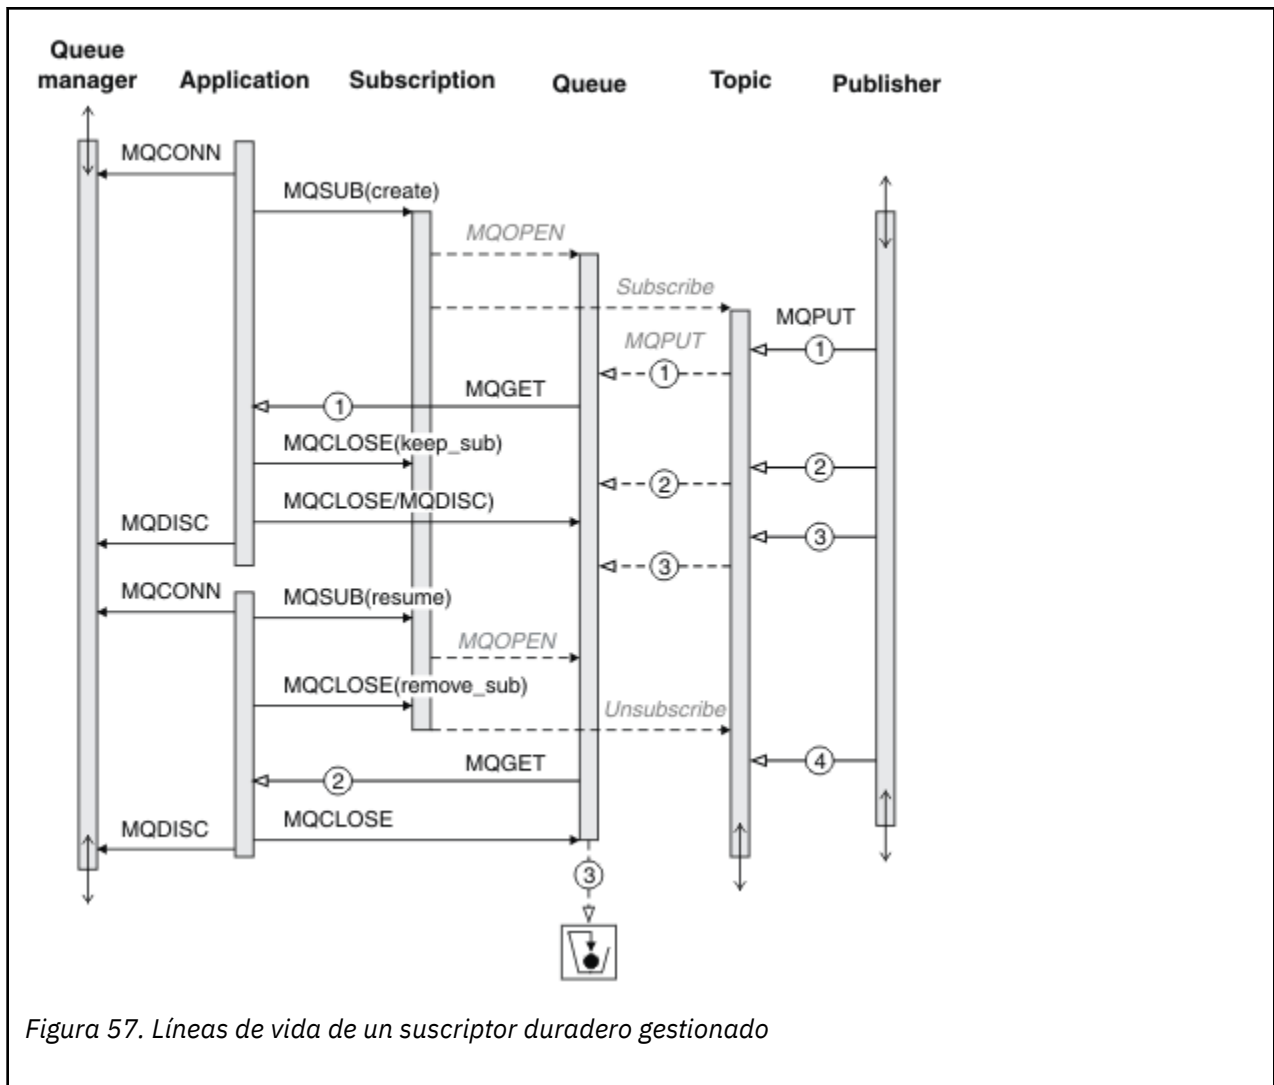 Queue
manager
Application
Subscription
Queue
Topic
Publisher
MQCONN
MQSUB(create)
MQOPEN
Subscribe
MQPUT
1
MQPUT
1
MQGET
1
MQCLOSE(keep_sub)
2
2
MQCLOSE/MQDISC)
MQDISC
3
3
MQCONN
MQSUB(resume)
MQOPEN
MQCLOSE(remove_sub)
Unsubscribe
4
MQGET
2
MQCLOSE
MQDISC
3
Figura 57. Líneas de vida de un suscriptor duradero gestionado